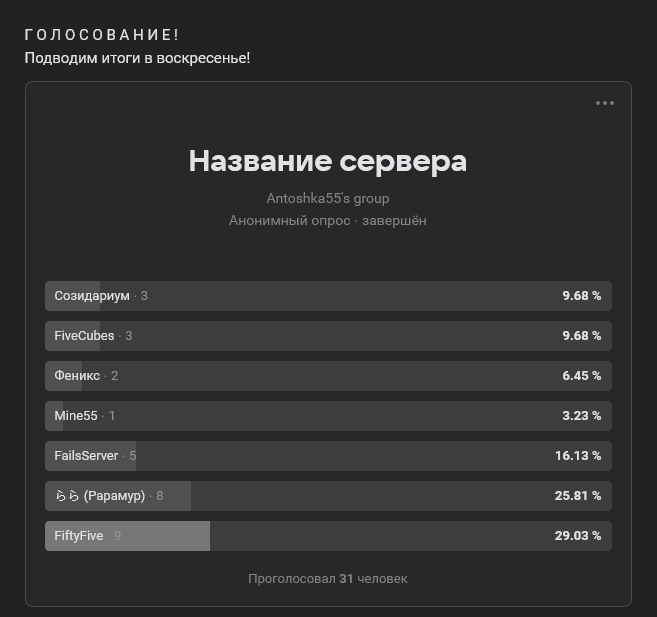 ГОЛОСОВАНИЕ!
Подводим итоги в воскресенье!
Название сервера
Antoshka55's group
Анонимный опрос · завершён
Созидариум · 3 9.68 %
FiveCubes · 3 9.68 %
Феникс · 2 6.45 %
Mine55 · 1 3.23 %
FailsServer · 5 16.13 %
らら (Рарамур) · 8 25.81 %
FiftyFive · 9 29.03 %
Проголосовал 31 человек